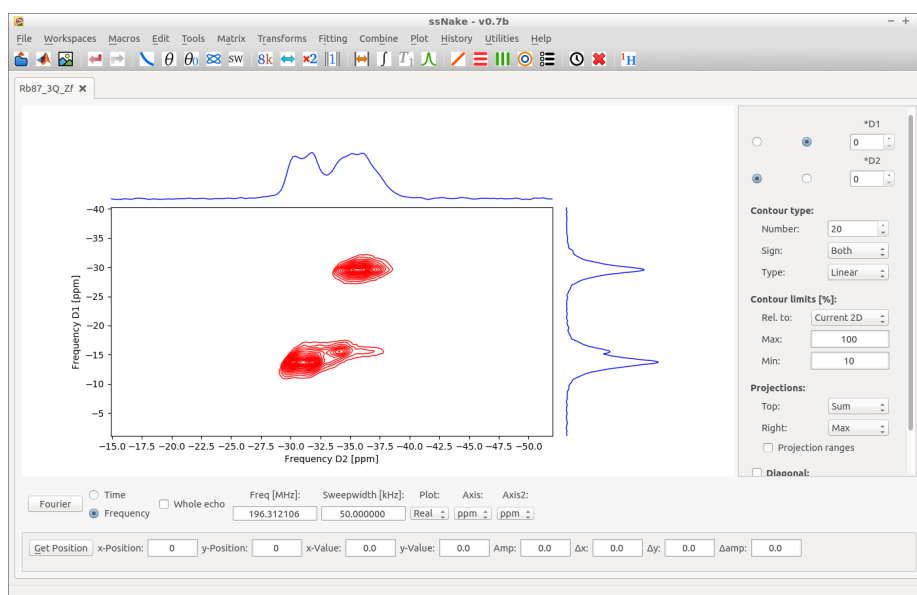 ssNake - v0.7b
File Workspaces Macros Edit Tools Matrix Transforms Fitting Combine Plot History Utilities Help
θ θ₀ SW 8k ×2 ‖1‖ ∫ T₁ ¹H
Rb87_3Q_Zf
*D1
0
*D2
0
Contour type:
Number: 20
Sign: Both
Type: Linear
Contour limits [%]:
Rel. to: Current 2D
Max: 100
Min: 10
Projections:
Top: Sum
Right: Max
Projection ranges
Diagonal:
−40
−35
−30
−25
−20
−15
−10
−5
Frequency D1 [ppm]
−15.0 −17.5 −20.0 −22.5 −25.0 −27.5 −30.0 −32.5 −35.0 −37.5 −40.0 −42.5 −45.0 −47.5 −50.0
Frequency D2 [ppm]
Fourier Time Frequency Whole echo
Freq [MHz]: Sweepwidth [kHz]: Plot: Axis: Axis2:
196.312106 50.000000 Real ppm ppm
Get Position x-Position: 0 y-Position: 0 x-Value: 0.0 y-Value: 0.0 Amp: 0.0 Δx: 0.0 Δy: 0.0 Δamp: 0.0